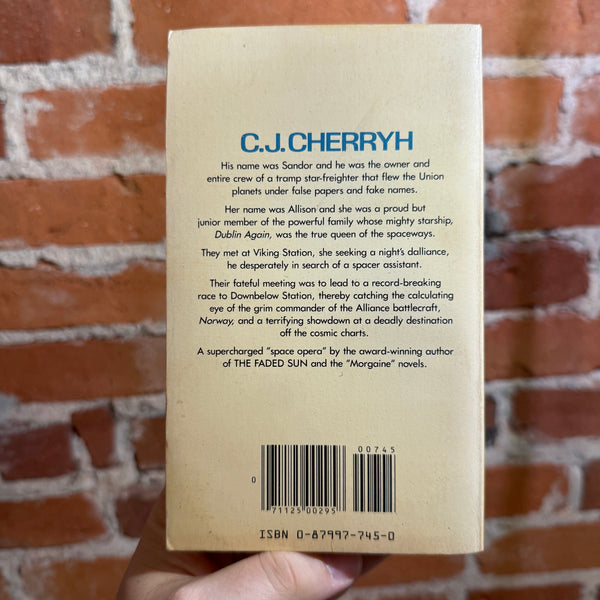 C.J. CHERRYH
His name was Sandor and he was the owner and
entire crew of a tramp star-freighter that flew the Union
planets under false papers and fake names.
Her name was Allison and she was a proud but
junior member of the powerful family whose mighty starship,
Dublin Again, was the true queen of the spaceways.
They met at Viking Station, she seeking a night's dalliance,
he desperately in search of a spacer assistant.
Their fateful meeting was to lead to a record-breaking
race to Downbelow Station, thereby catching the calculating
eye of the grim commander of the Alliance battlecraft,
Norway, and a terrifying showdown at a deadly destination
off the cosmic charts.
A supercharged "space opera" by the award-winning author
of THE FADED SUN and the "Morgaine" novels.
00745
0
71125 00295
ISBN 0-87997-745-0